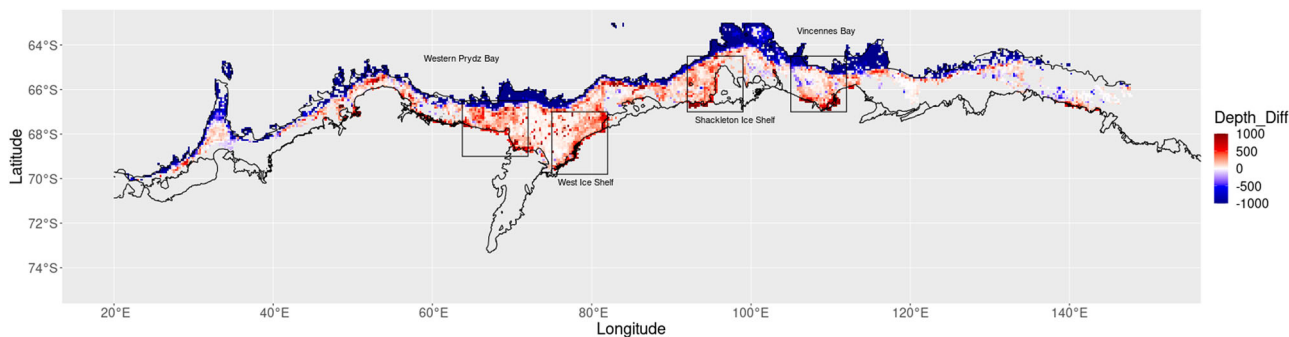 Vincennes Bay
Western Prydz Bay
Shackleton Ice Shelf
West Ice Shelf
64°S
66°S
68°S
70°S
72°S
74°S
Latitude
20°E
40°E
60°E
80°E
100°E
120°E
140°E
Longitude
Depth_Diff
1000
500
0
-500
-1000